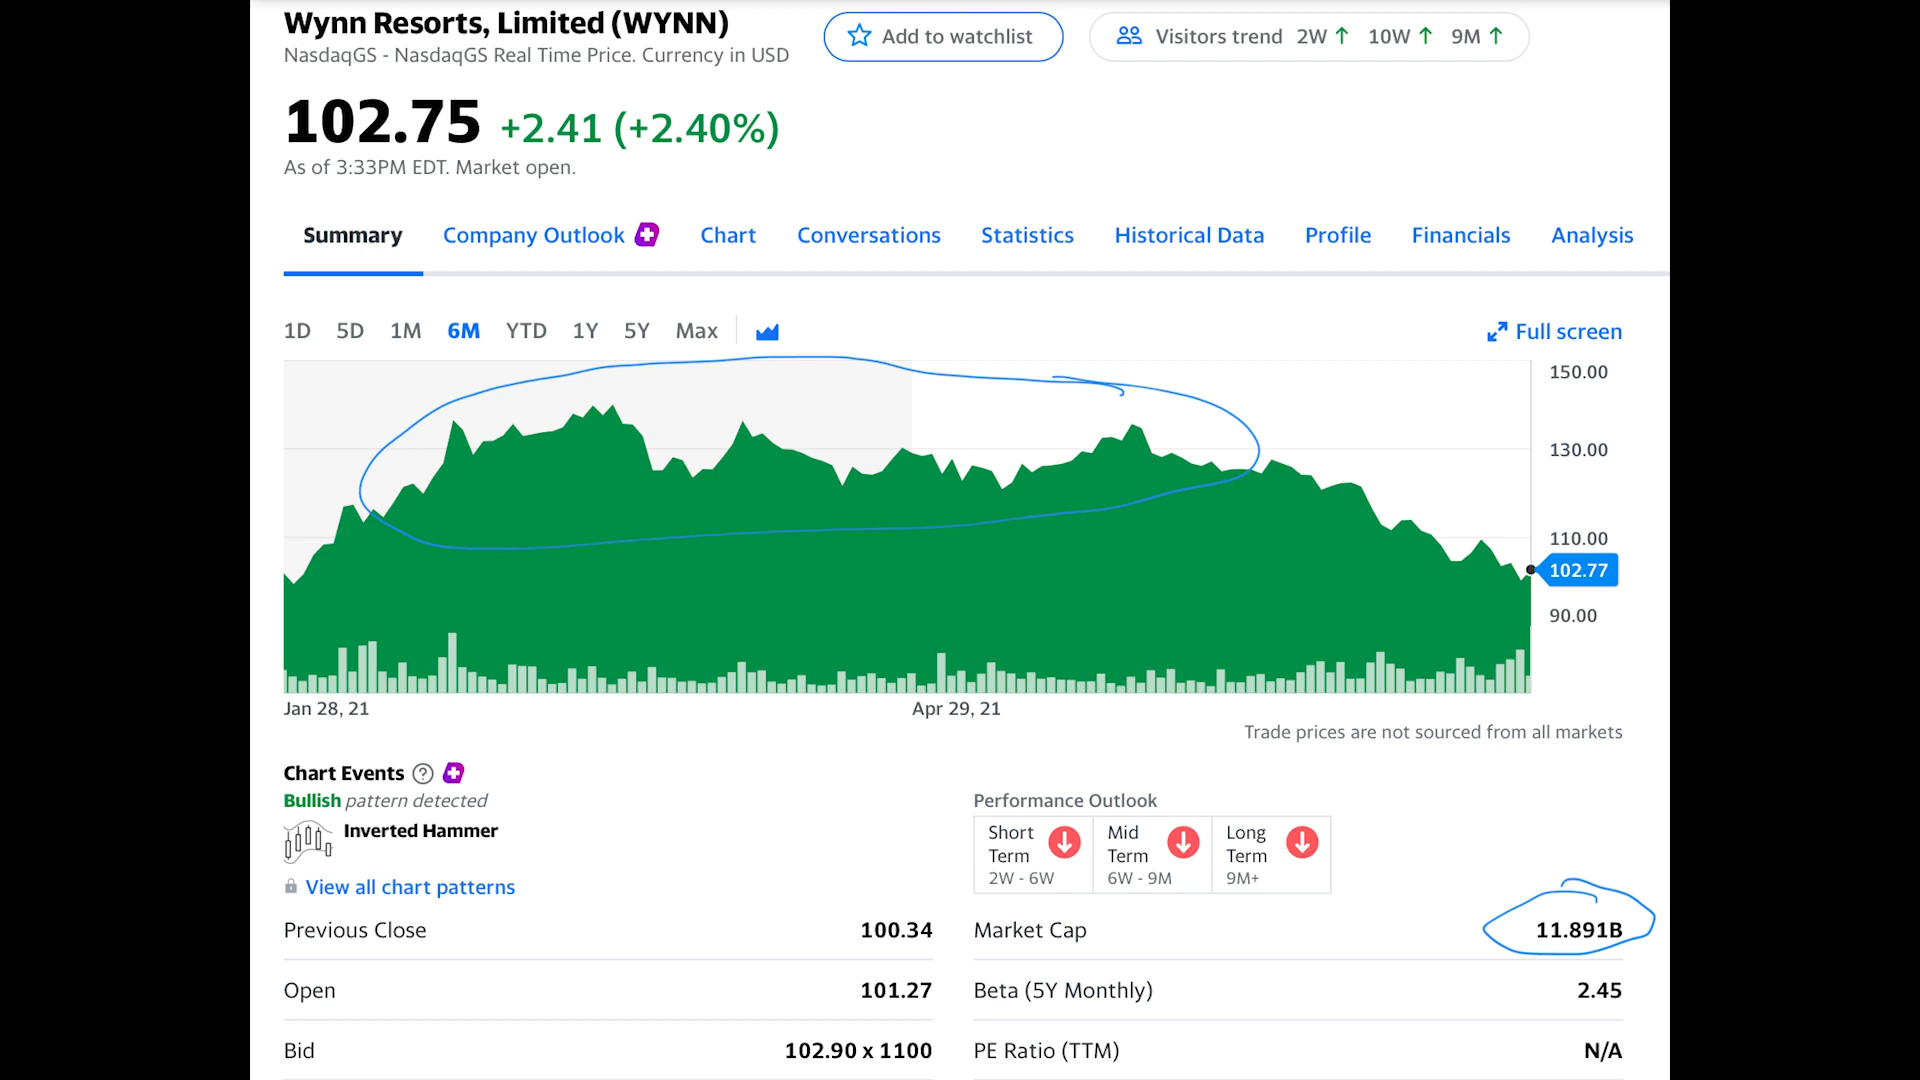 Wynn Resorts, Limited (WYNN)
NasdaqGS - NasdaqGS Real Time Price. Currency in USD
Add to watchlist
Visitors trend 2W ↑ 10W ↑ 9M ↑
102.75 +2.41 (+2.40%)
As of 3:33PM EDT. Market open.
Summary Company Outlook Chart Conversations Statistics Historical Data Profile Financials Analysis
1D 5D 1M 6M YTD 1Y 5Y Max
Full screen
150.00
130.00
110.00
102.77
90.00
Jan 28, 21 Apr 29, 21
Trade prices are not sourced from all markets
Chart Events
Bullish pattern detected
Inverted Hammer
View all chart patterns
Performance Outlook
Short Term 2W - 6W
Mid Term 6W - 9M
Long Term 9M+
Previous Close 100.34
Market Cap 11.891B
Open 101.27
Beta (5Y Monthly) 2.45
Bid 102.90 x 1100
PE Ratio (TTM) N/A